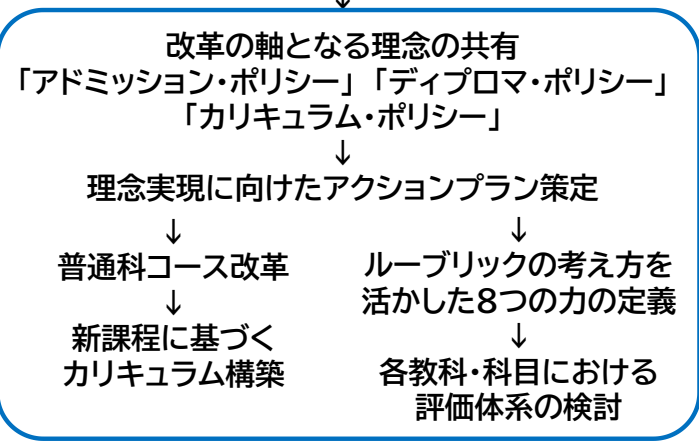 ↓
改革の軸となる理念の共有
「アドミッション・ポリシー」「ディプロマ・ポリシー」
「カリキュラム・ポリシー」
↓
理念実現に向けたアクションプラン策定
↓
普通科コース改革
↓
新課程に基づく
カリキュラム構築
↓
ルーブリックの考え方を
活かした8つの力の定義
↓
各教科・科目における
評価体系の検討